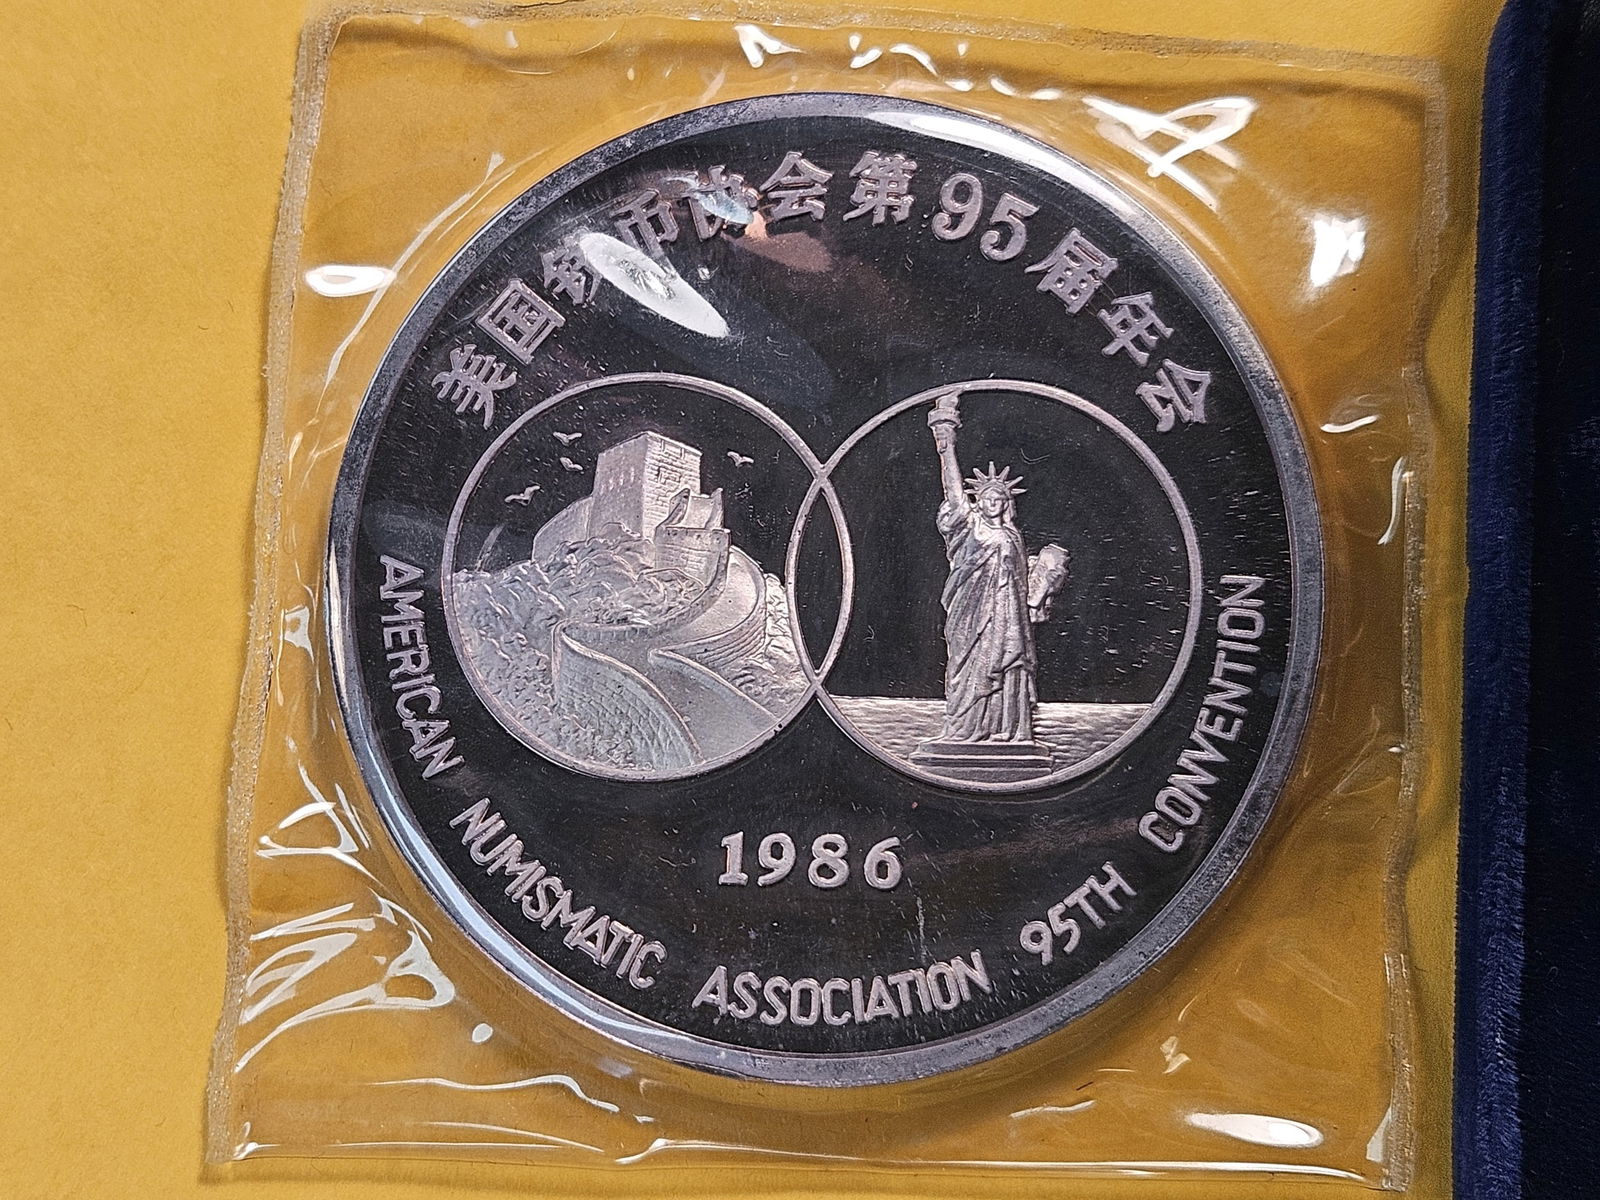 美国钱币协会第95届年会
1986
AMERICAN NUMISMATIC ASSOCIATION 95TH CONVENTION